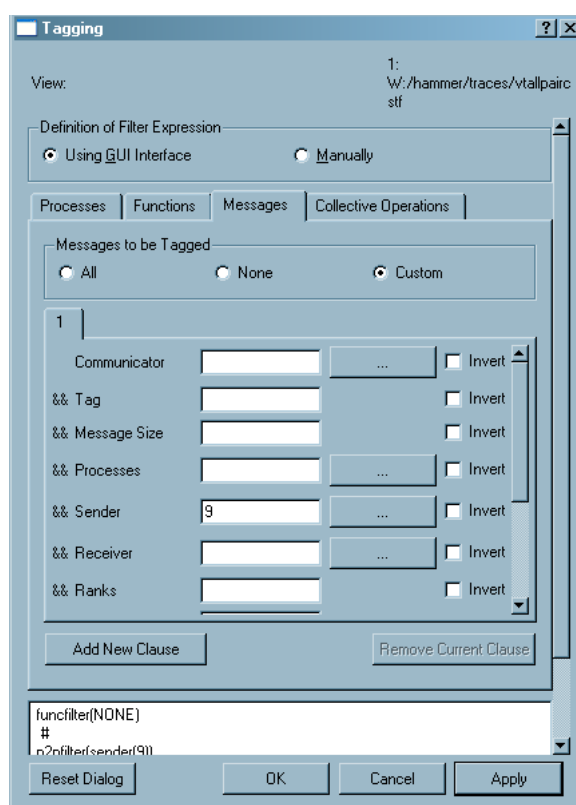 Tagging
View:
1:
W:/hammer/traces/vtallpairc
stf
Definition of Filter Expression
Using GUI Interface
Manually
Processes
Functions
Messages
Collective Operations
Messages to be Tagged
All
None
Custom
1
Communicator
...
Invert
&& Tag
Invert
&& Message Size
Invert
&& Processes
...
Invert
&& Sender
9
...
Invert
&& Receiver
...
Invert
&& Ranks
Invert
Add New Clause
Remove Current Clause
funcfilter(NONE)
#
p2pfilter(sender(9))
Reset Dialog
OK
Cancel
Apply